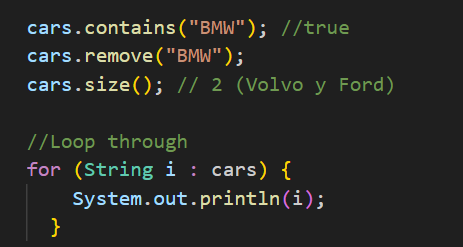 cars.contains("BMW"); //true
cars.remove("BMW");
cars.size(); // 2 (Volvo y Ford)

//Loop through
for (String i : cars) {
    System.out.println(i);
  }